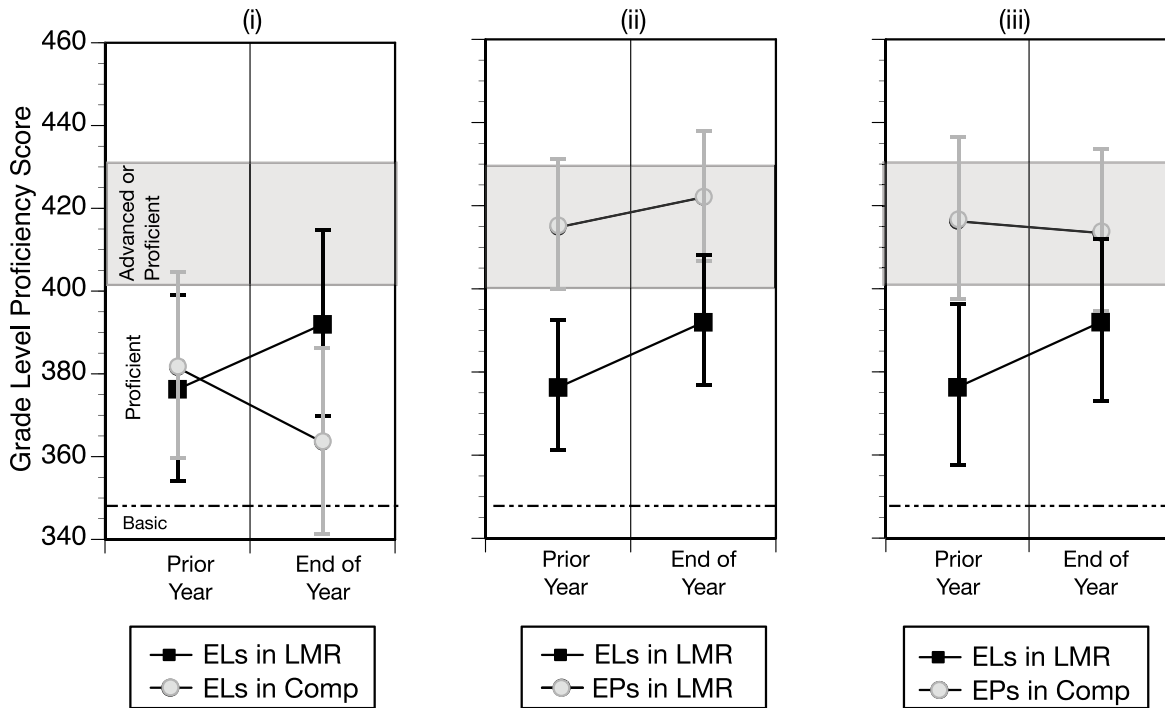 (i)
(ii)
(iii)
Grade Level Proficiency Score
460
440
420
400
380
360
340
Advanced or
Proficient
Proficient
Basic
Prior
Year
End of
Year
Prior
Year
End of
Year
Prior
Year
End of
Year
ELs in LMR
ELs in Comp
ELs in LMR
EPs in LMR
ELs in LMR
EPs in Comp